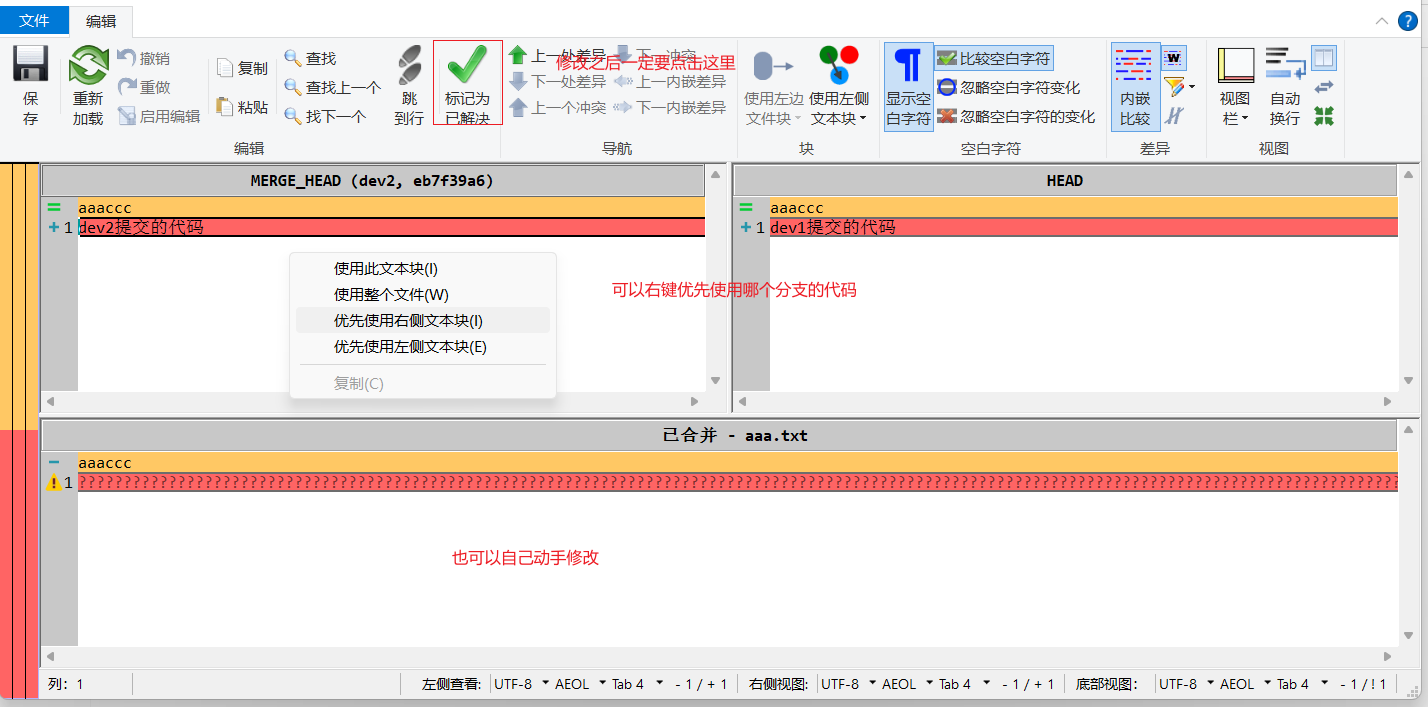 文件 编辑
保存
重新加载
撤销
重做
启用编辑
复制
粘贴
查找
查找上一个
找下一个
跳到行
标记为已解决
编辑
上一处差异 下一冲突
修改之后一定要点击这里
下一处差异 上一内嵌差异
上一个冲突 下一内嵌差异
导航
使用左边文件块
使用左侧文本块
块
显示空白字符
比较空白字符
忽略空白字符变化
忽略空白字符的变化
空白字符
内嵌比较
差异
视图栏
自动换行
视图
MERGE_HEAD (dev2, eb7f39a6)
aaaccc
1 dev2提交的代码
使用此文本块(I)
使用整个文件(W)
优先使用右侧文本块(I)
优先使用左侧文本块(E)
复制(C)
HEAD
aaaccc
1 dev1提交的代码
可以右键优先使用哪个分支的代码
已合并 - aaa.txt
aaaccc
也可以自己动手修改
列: 1 左侧查看: UTF-8 AEOL Tab 4 - 1 / + 1 右侧视图: UTF-8 AEOL Tab 4 - 1 / + 1 底部视图: UTF-8 AEOL Tab 4 - 1 / ! 1